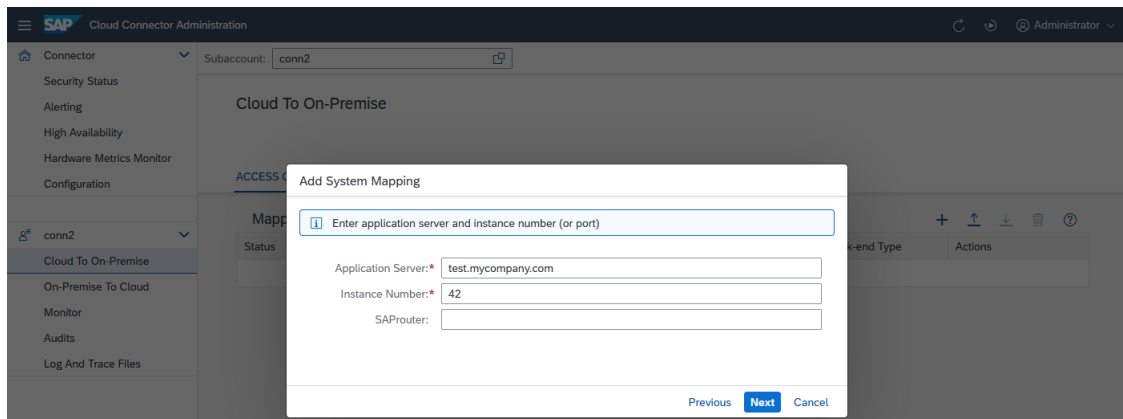 SAP Cloud Connector Administration
Administrator
Connector
Security Status
Alerting
High Availability
Hardware Metrics Monitor
Configuration
conn2
Cloud To On-Premise
On-Premise To Cloud
Monitor
Audits
Log And Trace Files
Subaccount: conn2
Cloud To On-Premise
ACCESS
Mapp
Status
k-end Type
Actions
Add System Mapping
Enter application server and instance number (or port)
Application Server:* test.mycompany.com
Instance Number:* 42
SAProuter:
Previous Next Cancel